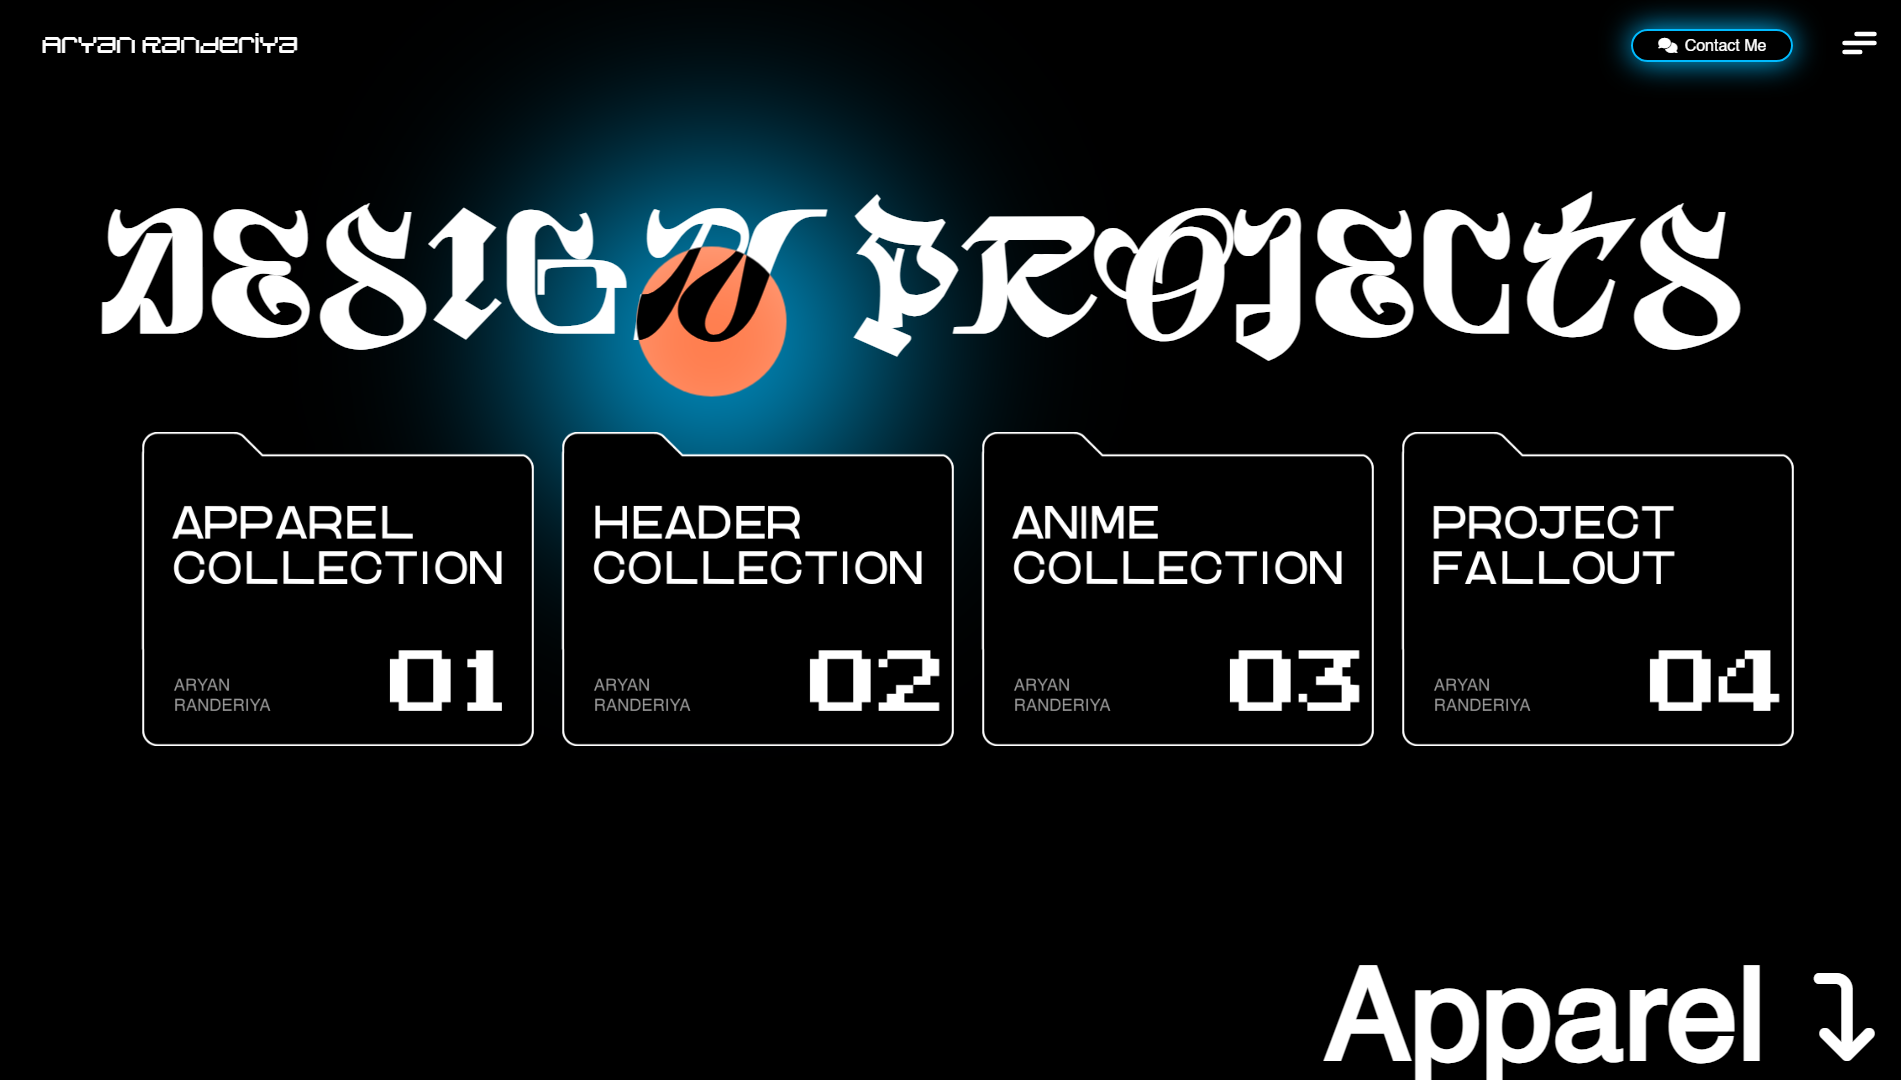 Aryan Randeriya
Contact Me
DESIGN PROJECTS
APPAREL
COLLECTION
ARYAN
RANDERIYA
01
HEADER
COLLECTION
ARYAN
RANDERIYA
02
ANIME
COLLECTION
ARYAN
RANDERIYA
03
PROJECT
FALLOUT
ARYAN
RANDERIYA
04
Apparel